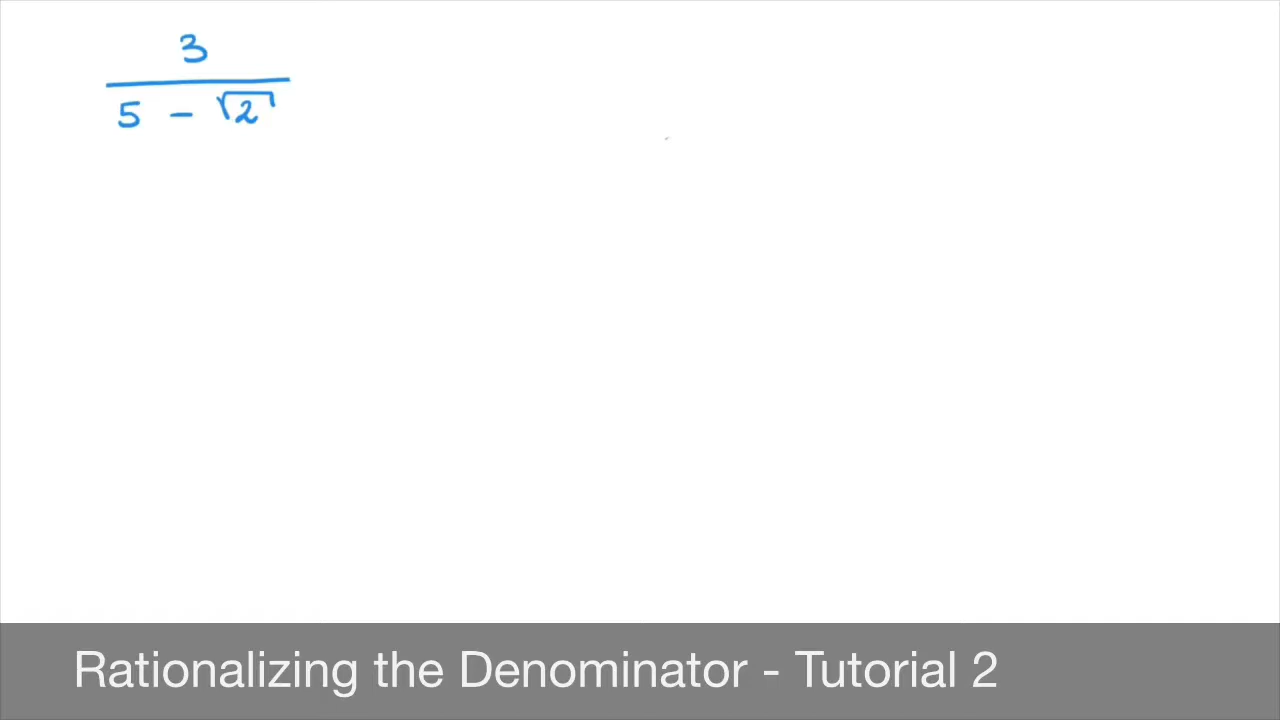 3
5 - √2
Rationalizing the Denominator - Tutorial 2